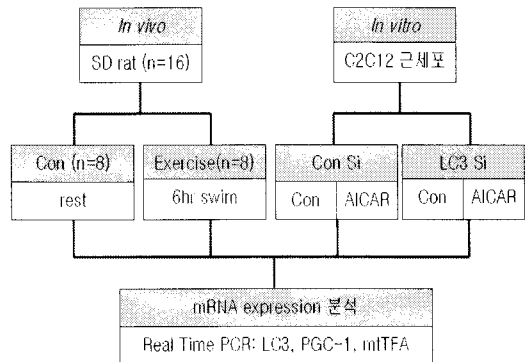 In vivo
SD rat (n=16)
In vitro
C2C12 근세포
Con (n=8)
rest
Exercise(n=8)
6hr swim
Con Si
Con AICAR
LC3 Si
Con AICAR
mRNA expression 분석
Real Time PCR: LC3, PGC-1, mtTFA